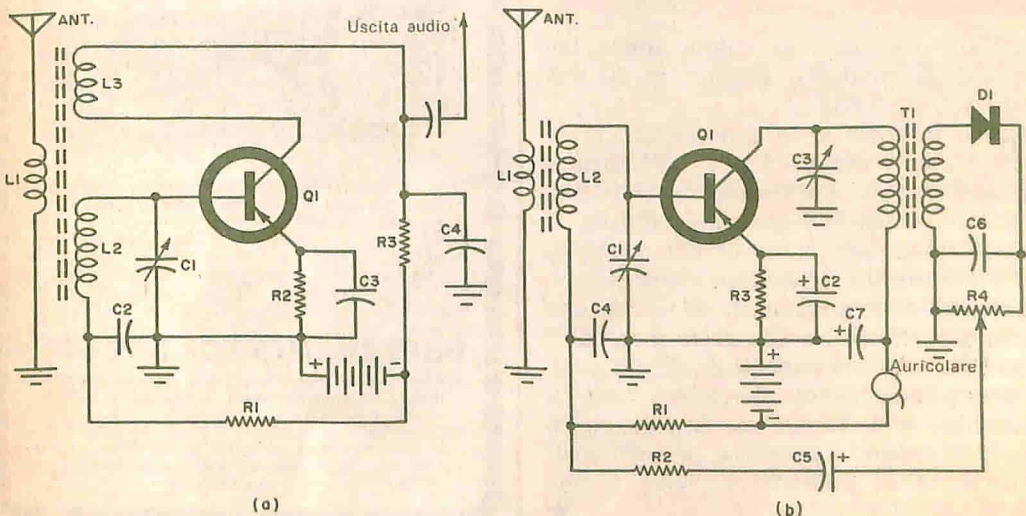 ANT.
Uscita audio
L3
L1
Q1
L2
C1
R2
C3
R3
C4
C2
+
-
R1
(a)
ANT.
D1
Q1
T1
L1
L2
C3
C6
C1
R3
+
C2
R4
C4
+
C7
Auricolare
+
R1
-
R2
C5
+
(b)